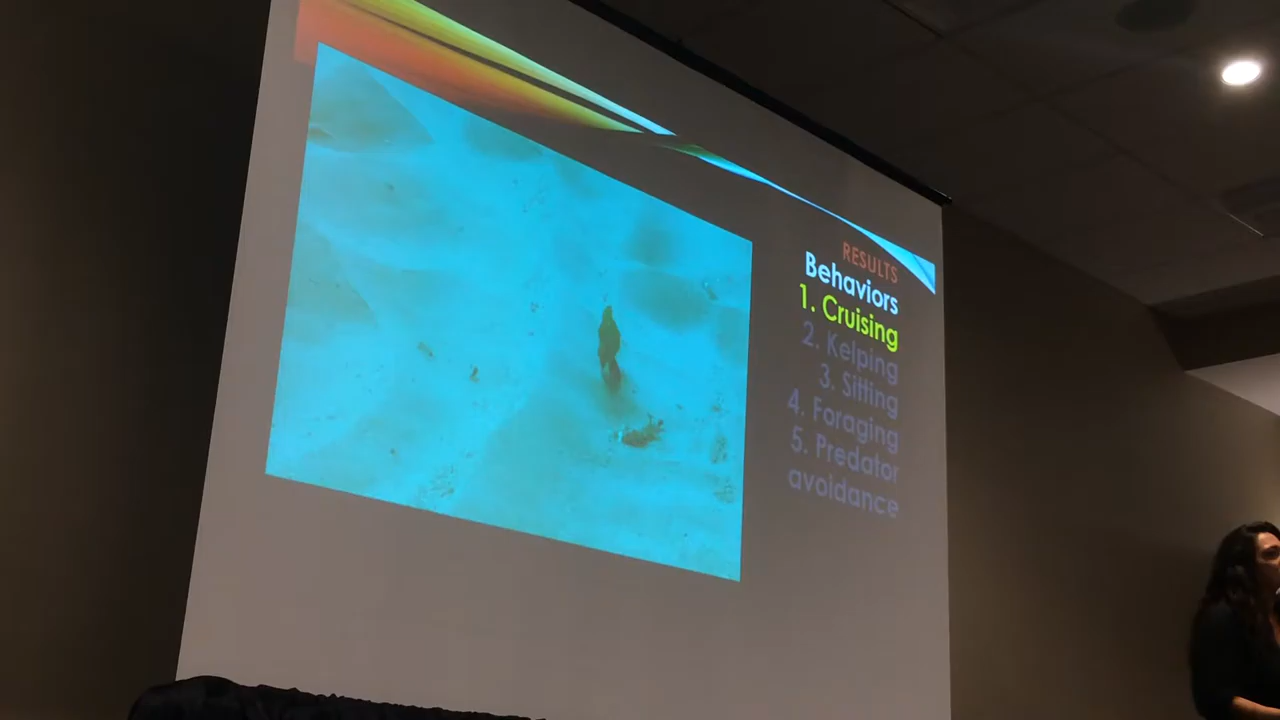 RESULTS
Behaviors
1. Cruising
2. Kelping
3. Sitting
4. Foraging
5. Predator
avoidance